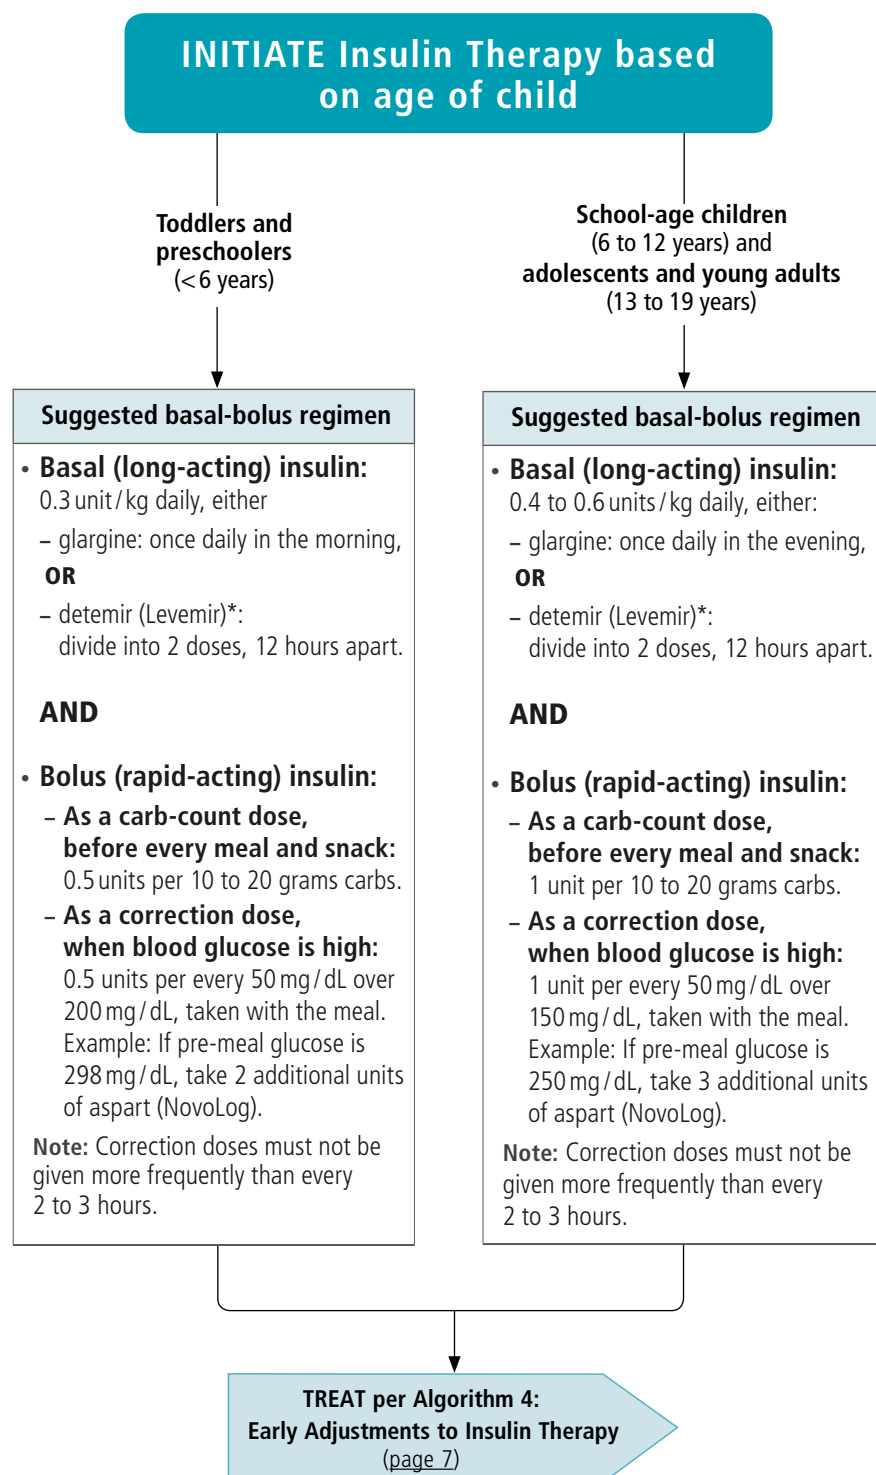 INITIATE Insulin Therapy based
on age of child
Toddlers and
preschoolers
(<6 years)
School-age children
(6 to 12 years) and
adolescents and young adults
(13 to 19 years)
Suggested basal-bolus regimen
• Basal (long-acting) insulin:
0.3 unit/kg daily, either
– glargine: once daily in the morning,
OR
– detemir (Levemir)*:
divide into 2 doses, 12 hours apart.
AND
• Bolus (rapid-acting) insulin:
– As a carb-count dose,
before every meal and snack:
0.5 units per 10 to 20 grams carbs.
– As a correction dose,
when blood glucose is high:
0.5 units per every 50 mg/dL over
200 mg/dL, taken with the meal.
Example: If pre-meal glucose is
298 mg/dL, take 2 additional units
of aspart (NovoLog).
Note: Correction doses must not be
given more frequently than every
2 to 3 hours.
Suggested basal-bolus regimen
• Basal (long-acting) insulin:
0.4 to 0.6 units/kg daily, either:
– glargine: once daily in the evening,
OR
– detemir (Levemir)*:
divide into 2 doses, 12 hours apart.
AND
• Bolus (rapid-acting) insulin:
– As a carb-count dose,
before every meal and snack:
1 unit per 10 to 20 grams carbs.
– As a correction dose,
when blood glucose is high:
1 unit per every 50 mg/dL over
150 mg/dL, taken with the meal.
Example: If pre-meal glucose is
250 mg/dL, take 3 additional units
of aspart (NovoLog).
Note: Correction doses must not be
given more frequently than every
2 to 3 hours.
TREAT per Algorithm 4:
Early Adjustments to Insulin Therapy
(page 7)